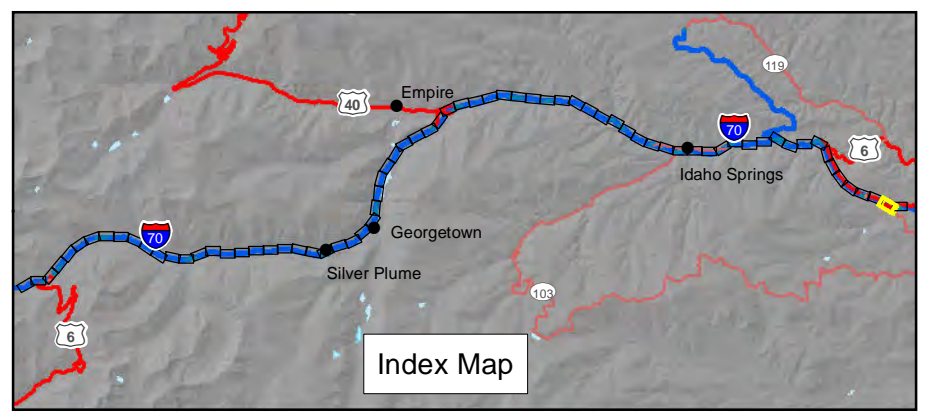 119
Empire
40
70
6
Idaho Springs
70
Georgetown
Silver Plume
103
6
Index Map